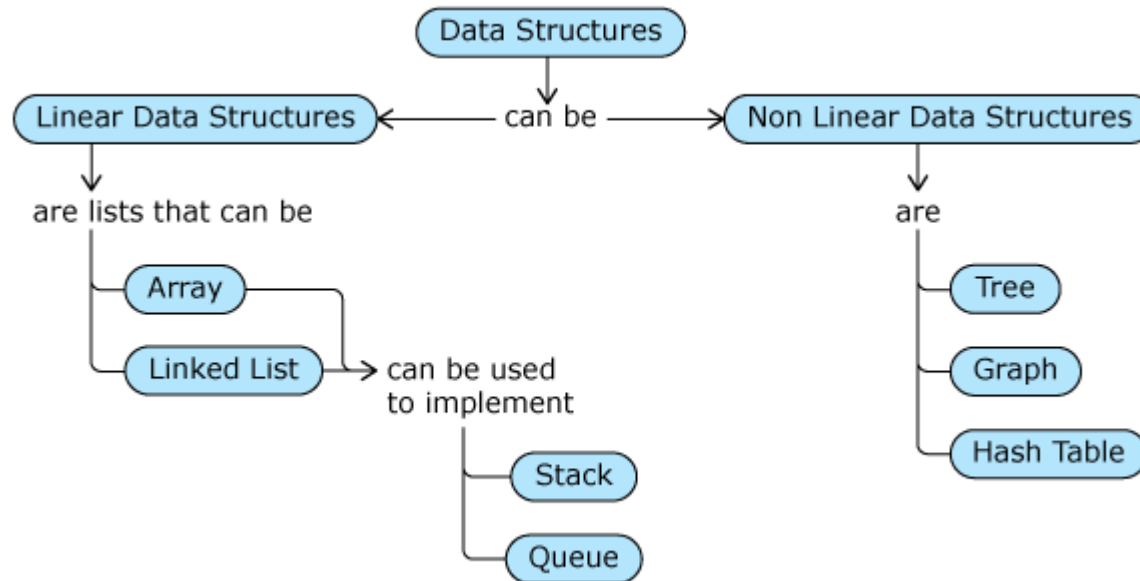 Data Structures
Linear Data Structures
can be
Non Linear Data Structures
are lists that can be
are
Array
Tree
Linked List
can be used
to implement
Graph
Hash Table
Stack
Queue